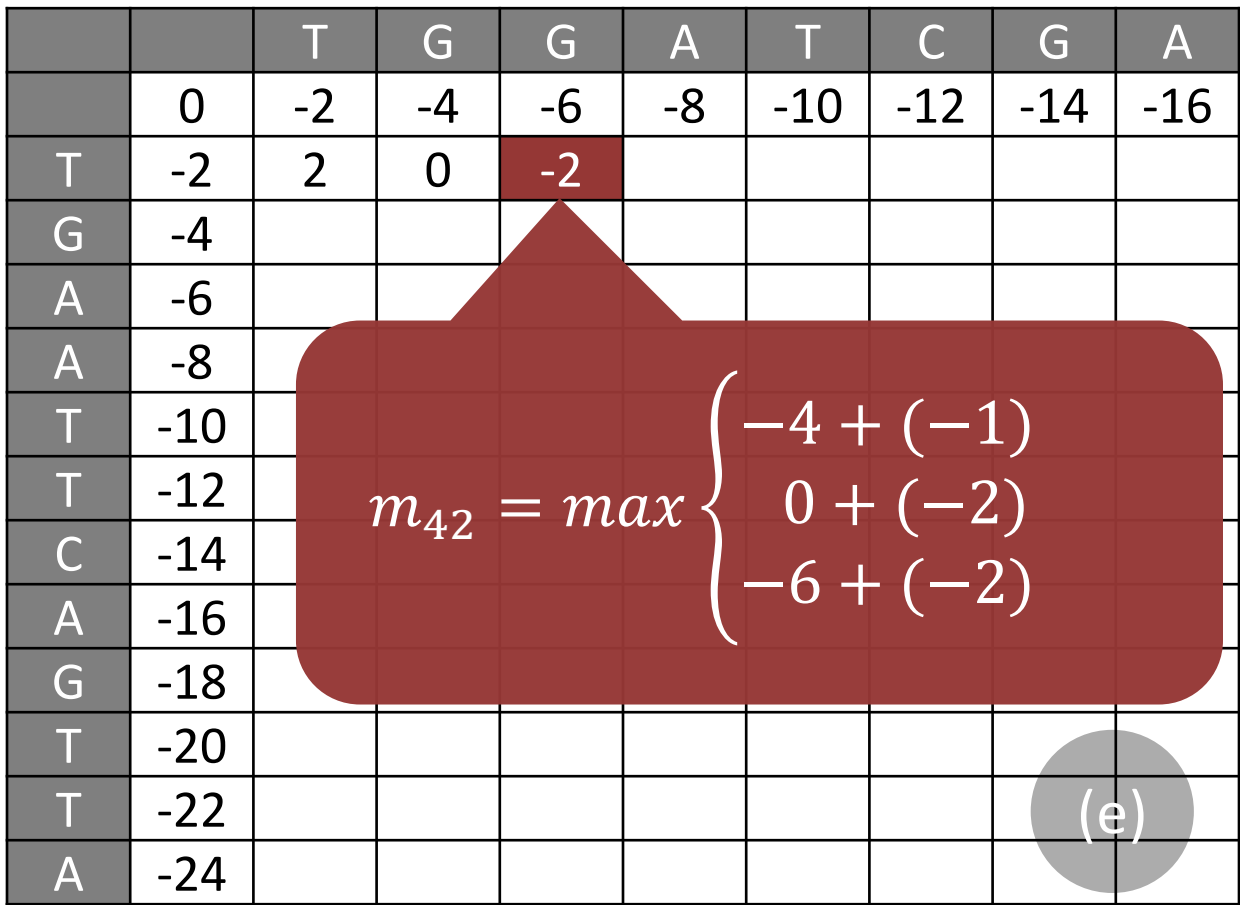 T G G A T C G A
0 -2 -4 -6 -8 -10 -12 -14 -16
T -2 2 0 -2
G -4
A -6
A -8
T -10
T -12
C -14
A -16
G -18
T -20
T -22
A -24
−4 + (−1)
m₄₂ = max { 0 + (−2)
−6 + (−2)
(e)